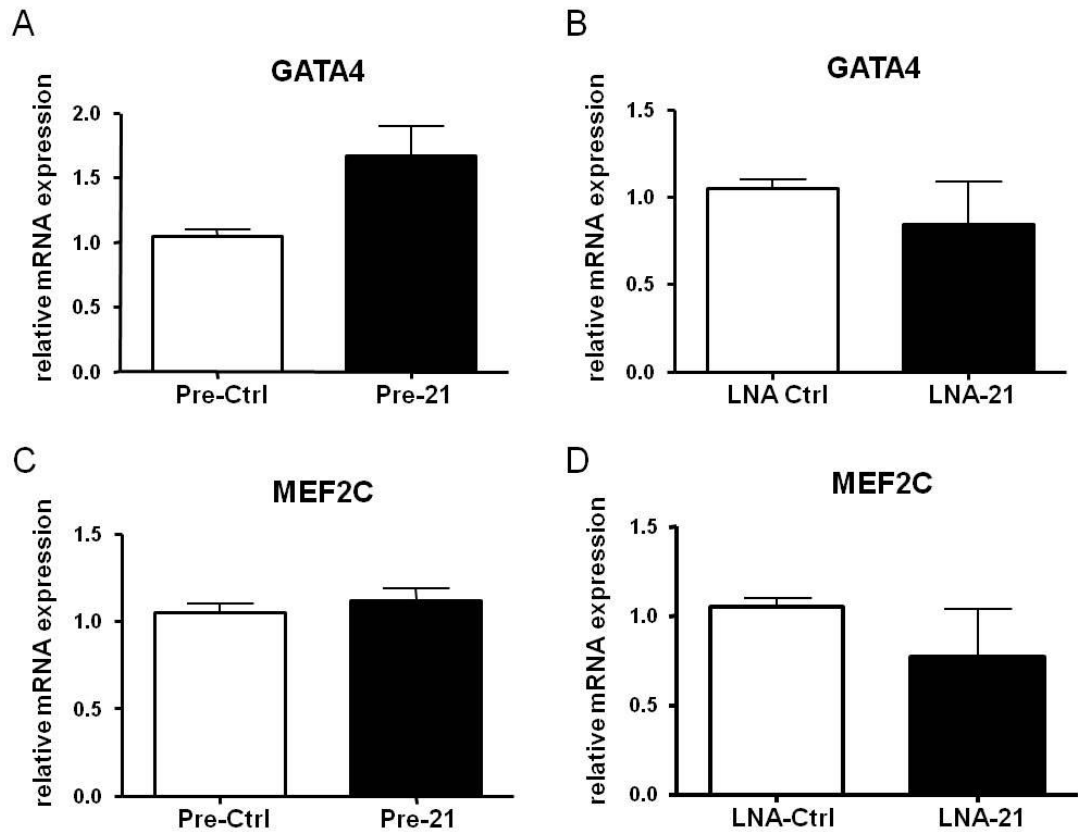 A
GATA4
relative mRNA expression
2.0
1.5
1.0
0.5
0.0
Pre-Ctrl
Pre-21
B
GATA4
relative mRNA expression
1.5
1.0
0.5
0.0
LNA Ctrl
LNA-21
C
MEF2C
relative mRNA expression
1.5
1.0
0.5
0.0
Pre-Ctrl
Pre-21
D
MEF2C
relative mRNA expression
1.5
1.0
0.5
0.0
LNA-Ctrl
LNA-21